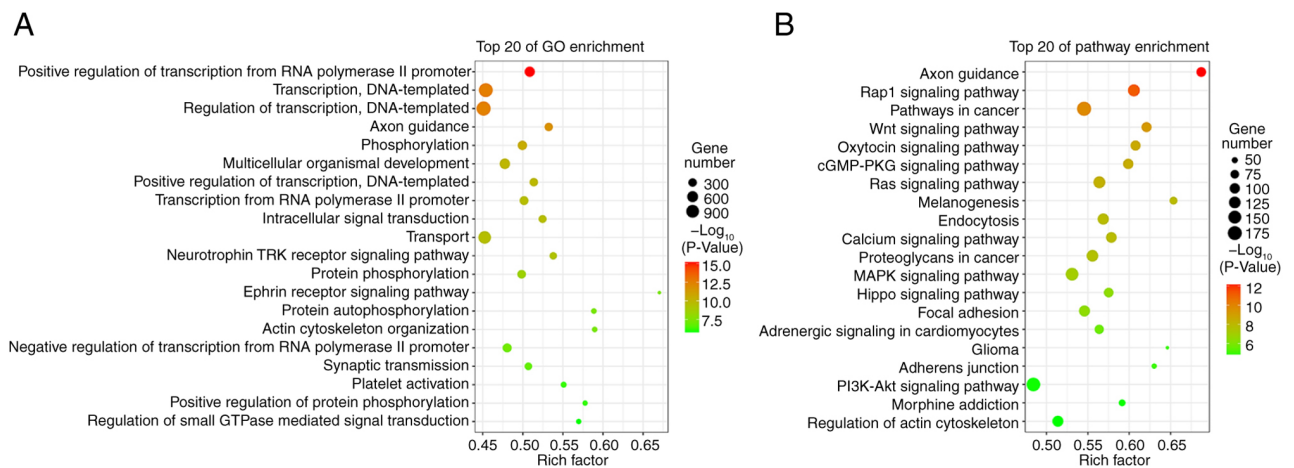 A
Top 20 of GO enrichment
Positive regulation of transcription from RNA polymerase II promoter
Transcription, DNA-templated
Regulation of transcription, DNA-templated
Axon guidance
Phosphorylation
Multicellular organismal development
Positive regulation of transcription, DNA-templated
Transcription from RNA polymerase II promoter
Intracellular signal transduction
Transport
Neurotrophin TRK receptor signaling pathway
Protein phosphorylation
Ephrin receptor signaling pathway
Protein autophosphorylation
Actin cytoskeleton organization
Negative regulation of transcription from RNA polymerase II promoter
Synaptic transmission
Platelet activation
Positive regulation of protein phosphorylation
Regulation of small GTPase mediated signal transduction
0.45 0.50 0.55 0.60 0.65
Rich factor
Gene
number
300
600
900
−Log10
(P-Value)
15.0
12.5
10.0
7.5
B
Top 20 of pathway enrichment
Axon guidance
Rap1 signaling pathway
Pathways in cancer
Wnt signaling pathway
Oxytocin signaling pathway
cGMP-PKG signaling pathway
Ras signaling pathway
Melanogenesis
Endocytosis
Calcium signaling pathway
Proteoglycans in cancer
MAPK signaling pathway
Hippo signaling pathway
Focal adhesion
Adrenergic signaling in cardiomyocytes
Glioma
Adherens junction
PI3K-Akt signaling pathway
Morphine addiction
Regulation of actin cytoskeleton
0.50 0.55 0.60 0.65
Rich factor
Gene
number
50
75
100
125
150
175
−Log10
(P-Value)
12
10
8
6